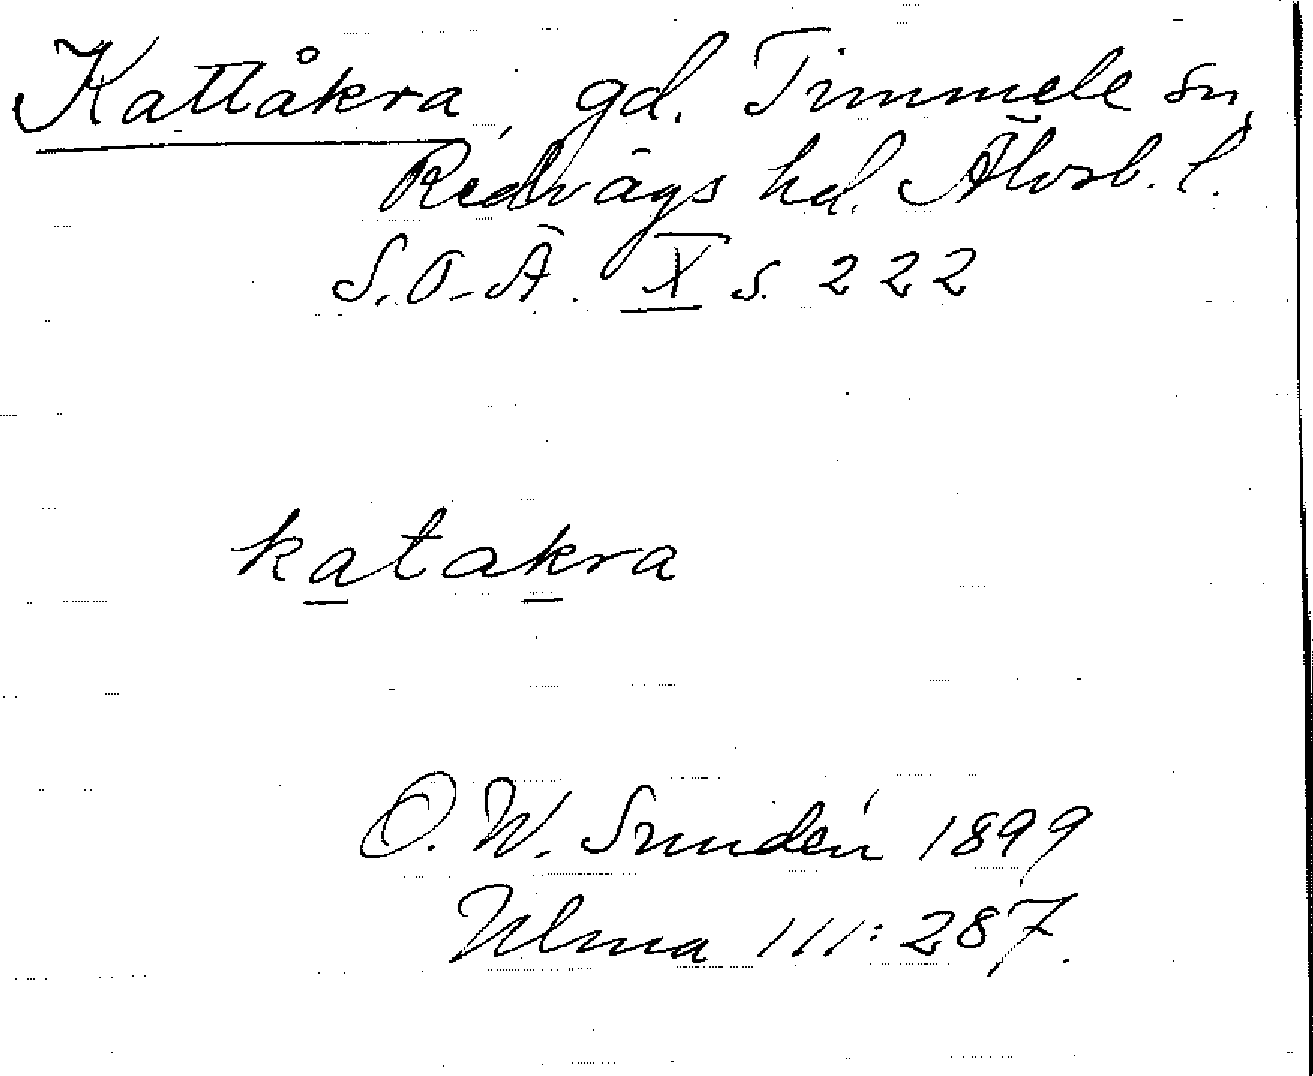 Kattåkra, gd. Timmele sn,
Redvägs hd. Älvsb. l.
S.O.Ä. X s. 222
katakra
O. W. Sundén 1899
Ulma 111:287.